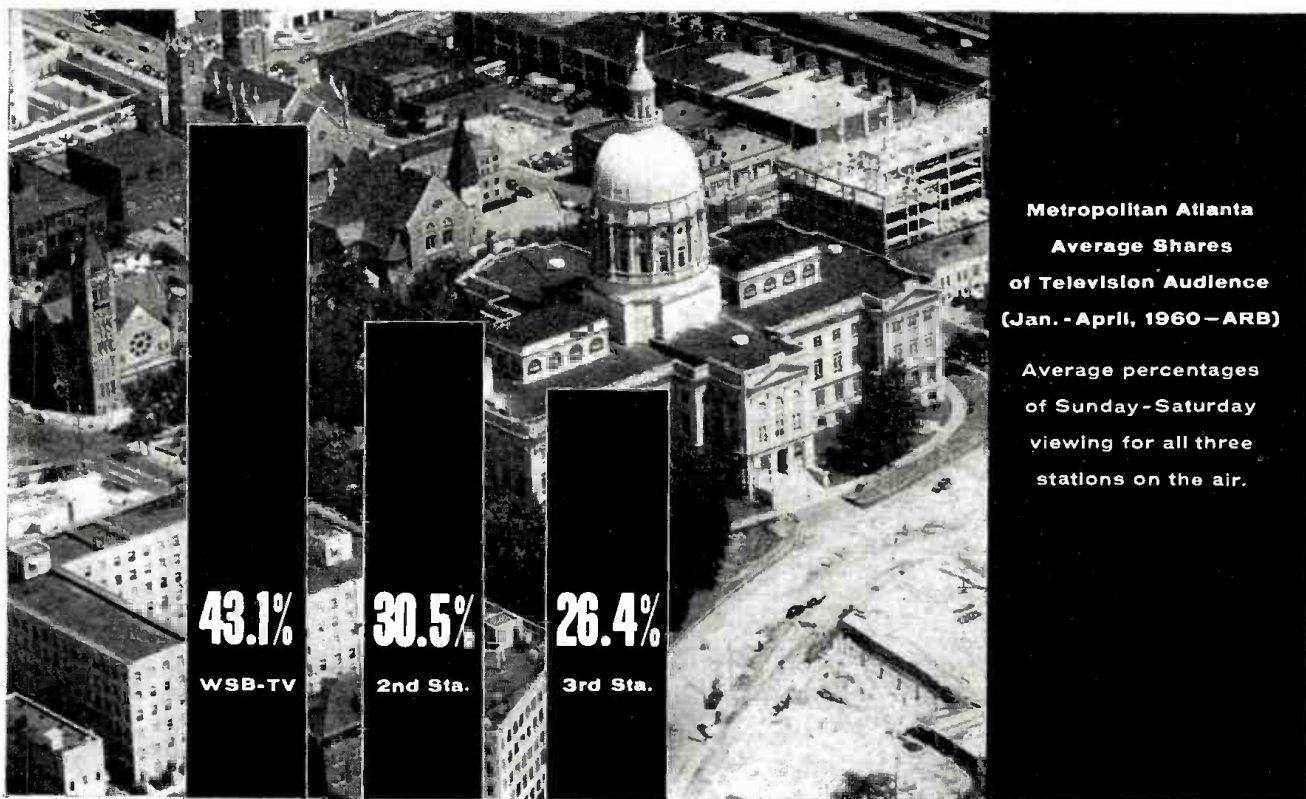 Metropolitan Atlanta
Average Shares
of Television Audience
(Jan.-April, 1960—ARB)
Average percentages
of Sunday-Saturday
viewing for all three
stations on the air.
43.1%
WSB-TV
30.5%
2nd Sta.
26.4%
3rd Sta.